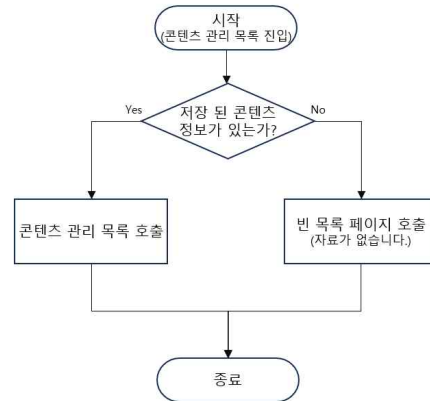 시작
(콘텐츠 관리 목록 진입)
저장 된 콘텐츠
정보가 있는가?
Yes
No
콘텐츠 관리 목록 호출
빈 목록 페이지 호출
(자료가 없습니다.)
종료